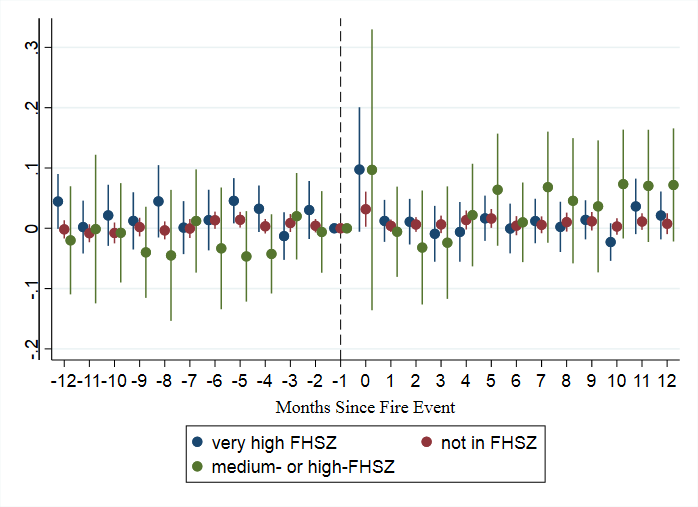 .3
.2
.1
0
-.1
-.2
-12 -11 -10 -9 -8 -7 -6 -5 -4 -3 -2 -1 0 1 2 3 4 5 6 7 8 9 10 11 12
Months Since Fire Event
very high FHSZ not in FHSZ
medium- or high-FHSZ